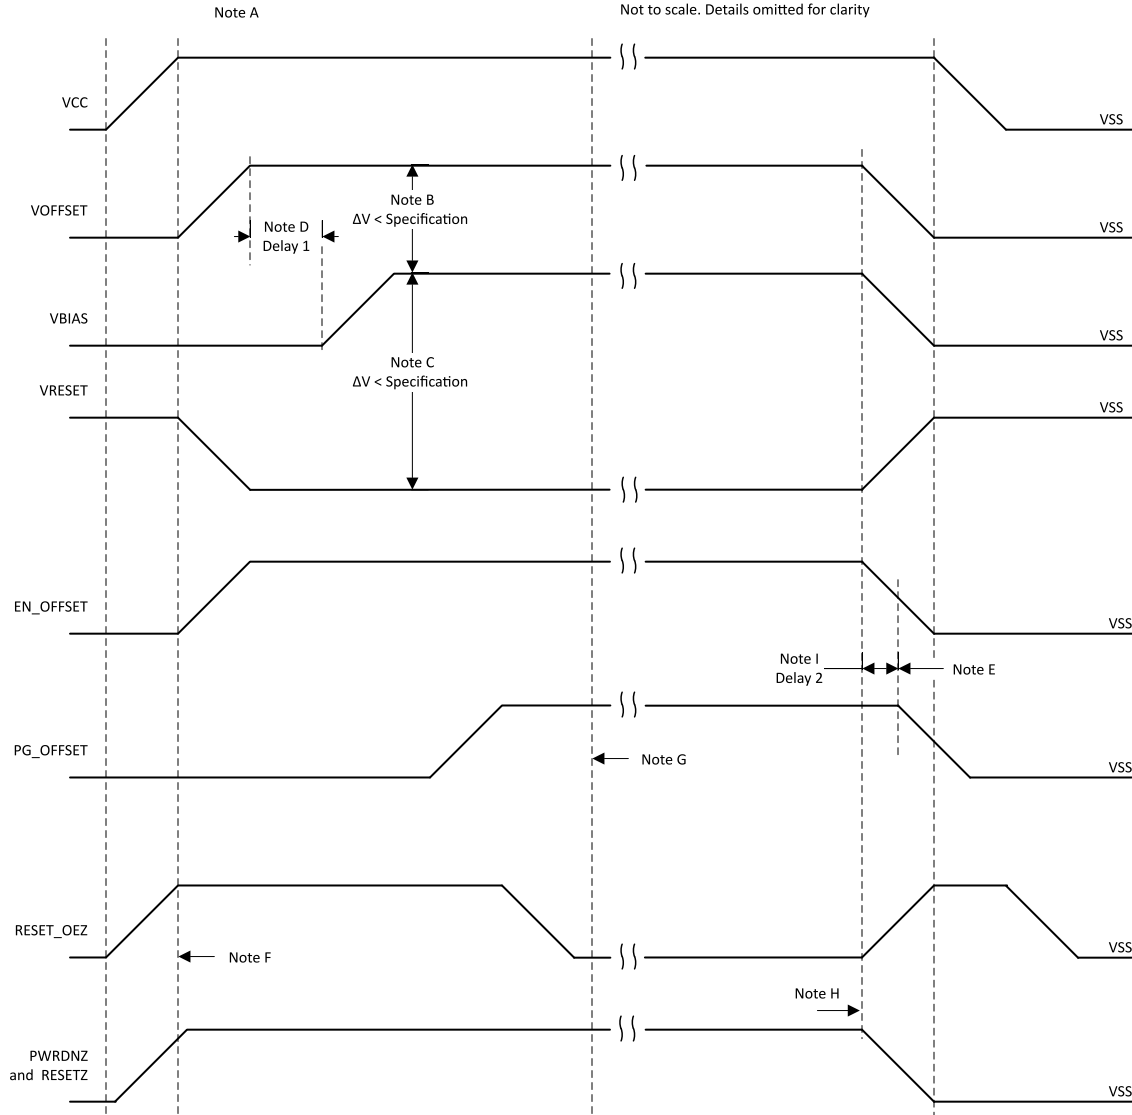 Note A
Not to scale. Details omitted for clarity
VCC
VSS
VOFFSET
Note B
ΔV < Specification
Note D
Delay 1
VSS
VBIAS
VSS
Note C
ΔV < Specification
VRESET
VSS
EN_OFFSET
VSS
Note I
Delay 2
Note E
PG_OFFSET
Note G
VSS
RESET_OEZ
VSS
Note F
Note H
PWRDNZ
and RESETZ
VSS